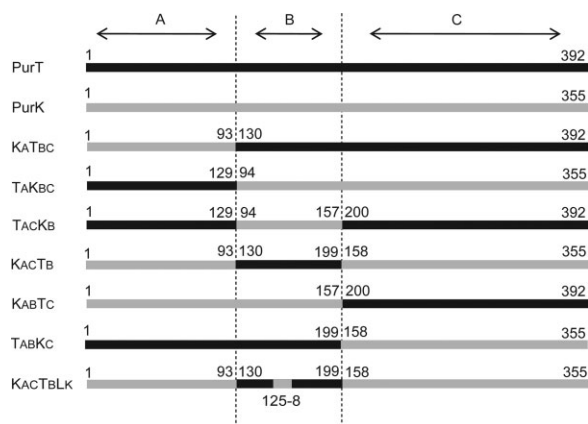 A B C
1 392
PurT
1 355
PurK
1 93 130 392
KATBC
1 129 94 355
TAKBC
1 129 94 157 200 392
TACKB
1 93 130 199 158 355
KACTB
1 157 200 392
KABTC
1 199 158 355
TABKC
1 93 130 199 158 355
KACTBLK
125-8